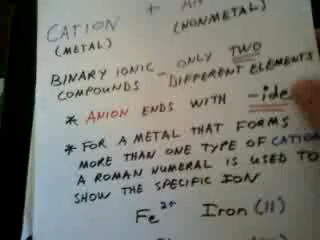 CATION + AN
(METAL) (NONMETAL)
BINARY IONIC COMPOUNDS - ONLY TWO DIFFERENT ELEMENTS
* ANION ENDS WITH -ide
* FOR A METAL THAT FORMS
MORE THAN ONE TYPE OF CATION
A ROMAN NUMERAL IS USED TO
SHOW THE SPECIFIC ION
Fe²⁺ Iron (II)